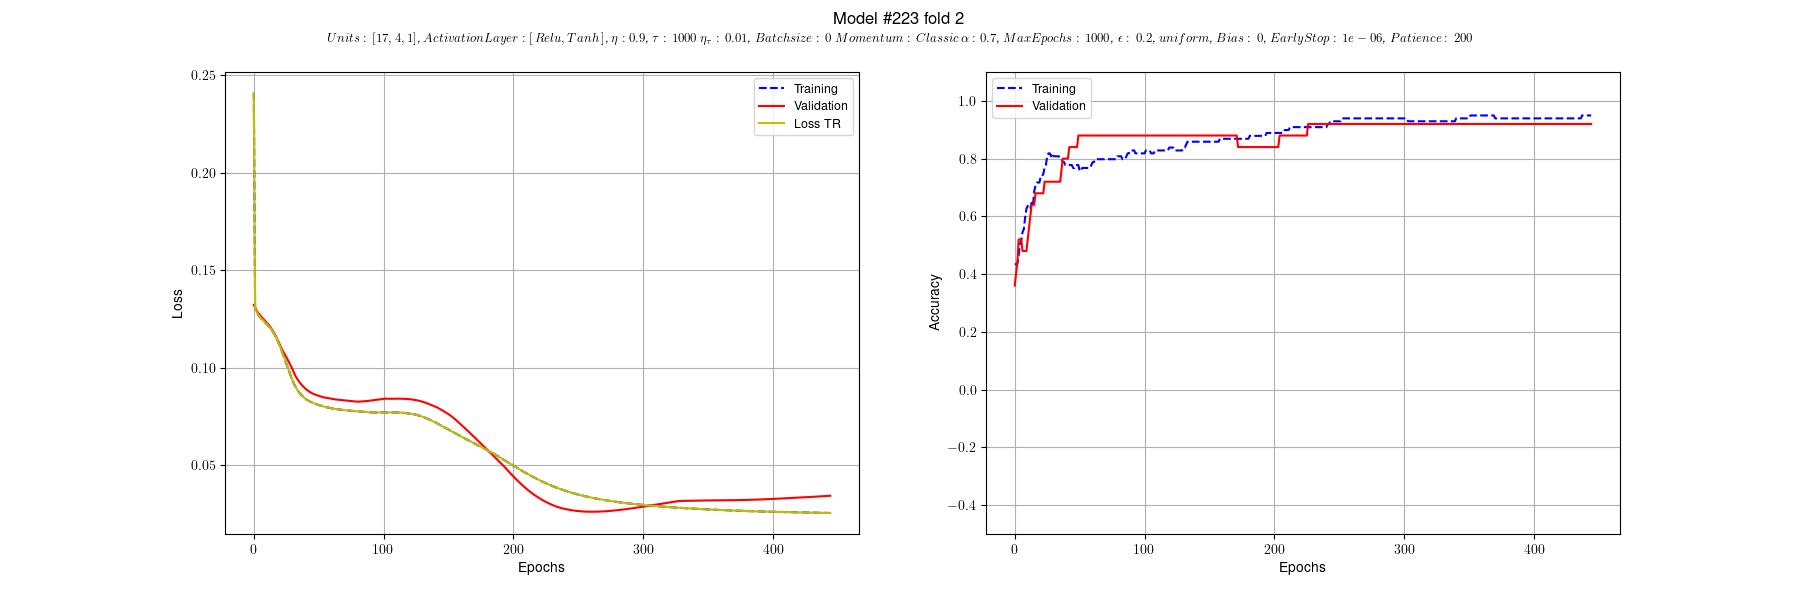 Model #223 fold 2
Units : [17, 4, 1], ActivationLayer : [Relu, Tanh], η : 0.9, τ : 1000 ητ : 0.01, Batchsize : 0 Momentum : Classic α : 0.7, MaxEpochs : 1000, ϵ : 0.2, uniform, Bias : 0, EarlyStop : 1e − 06, Patience : 200
0.25
0.20
0.15
0.10
0.05
Loss
Training
Validation
Loss TR
0 100 200 300 400
Epochs
1.0
0.8
0.6
0.4
0.2
0.0
−0.2
−0.4
Accuracy
Training
Validation
0 100 200 300 400
Epochs